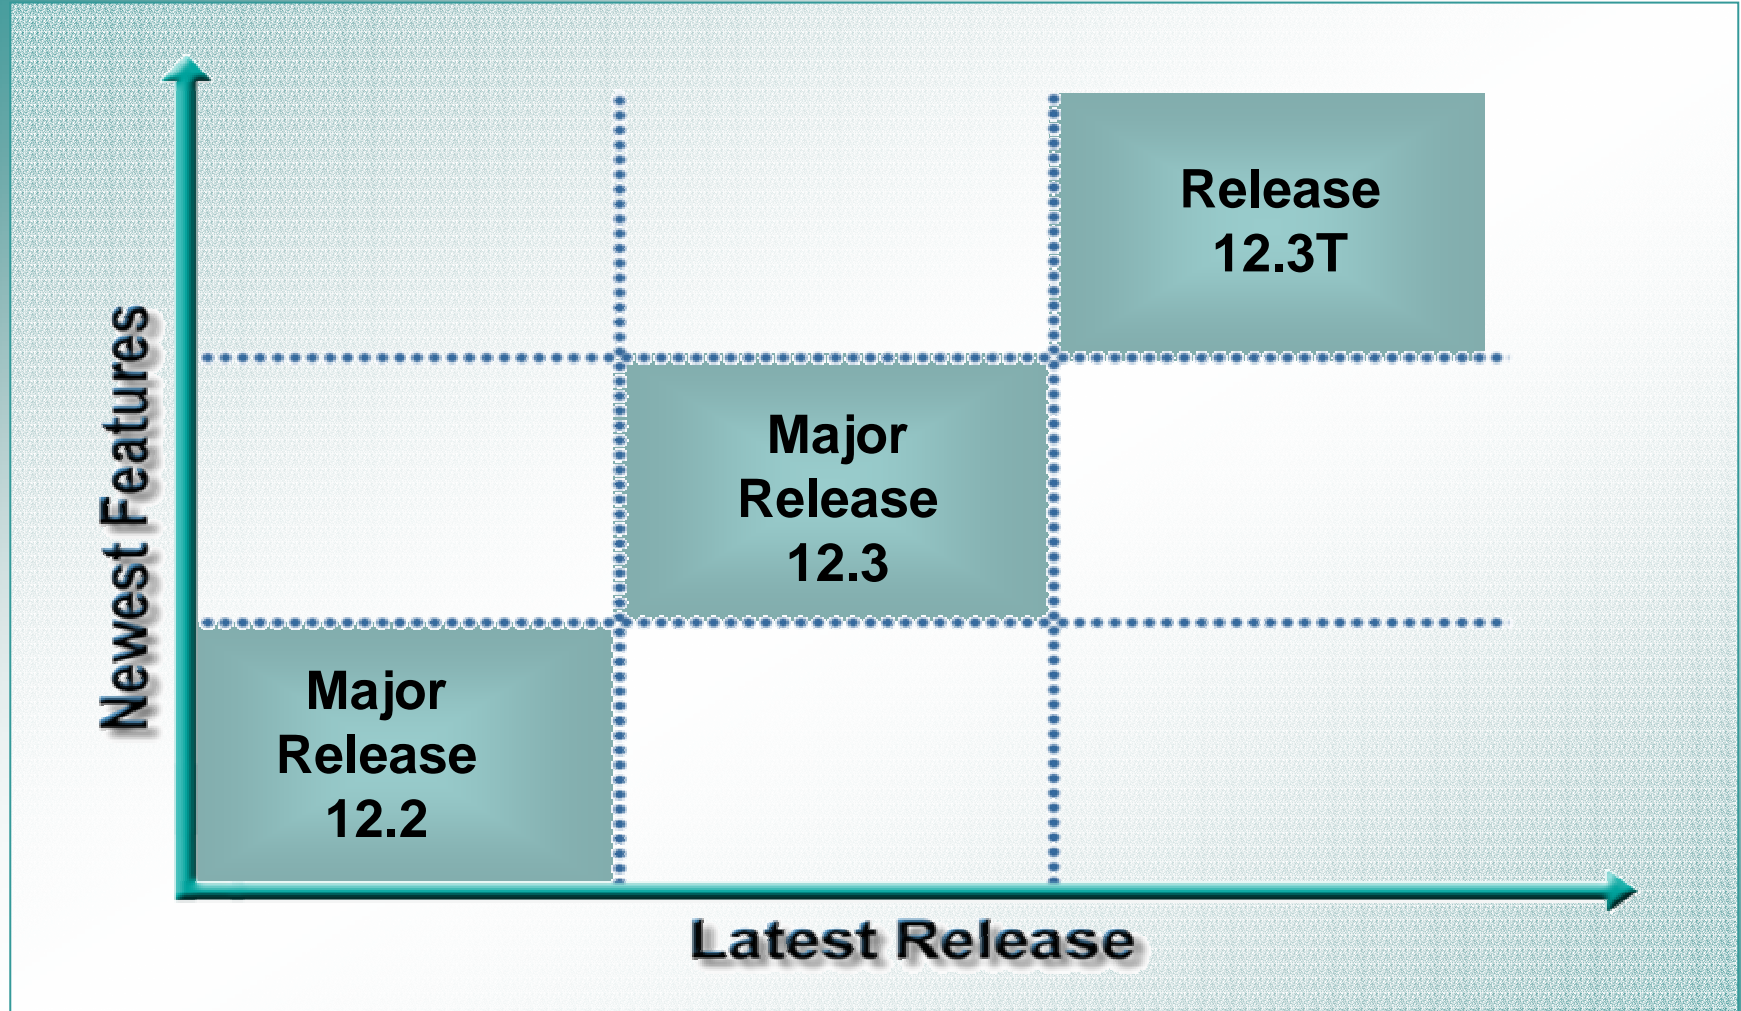 Release
12.3T
Newest Features
Major
Release
12.3
Major
Release
12.2
Latest Release